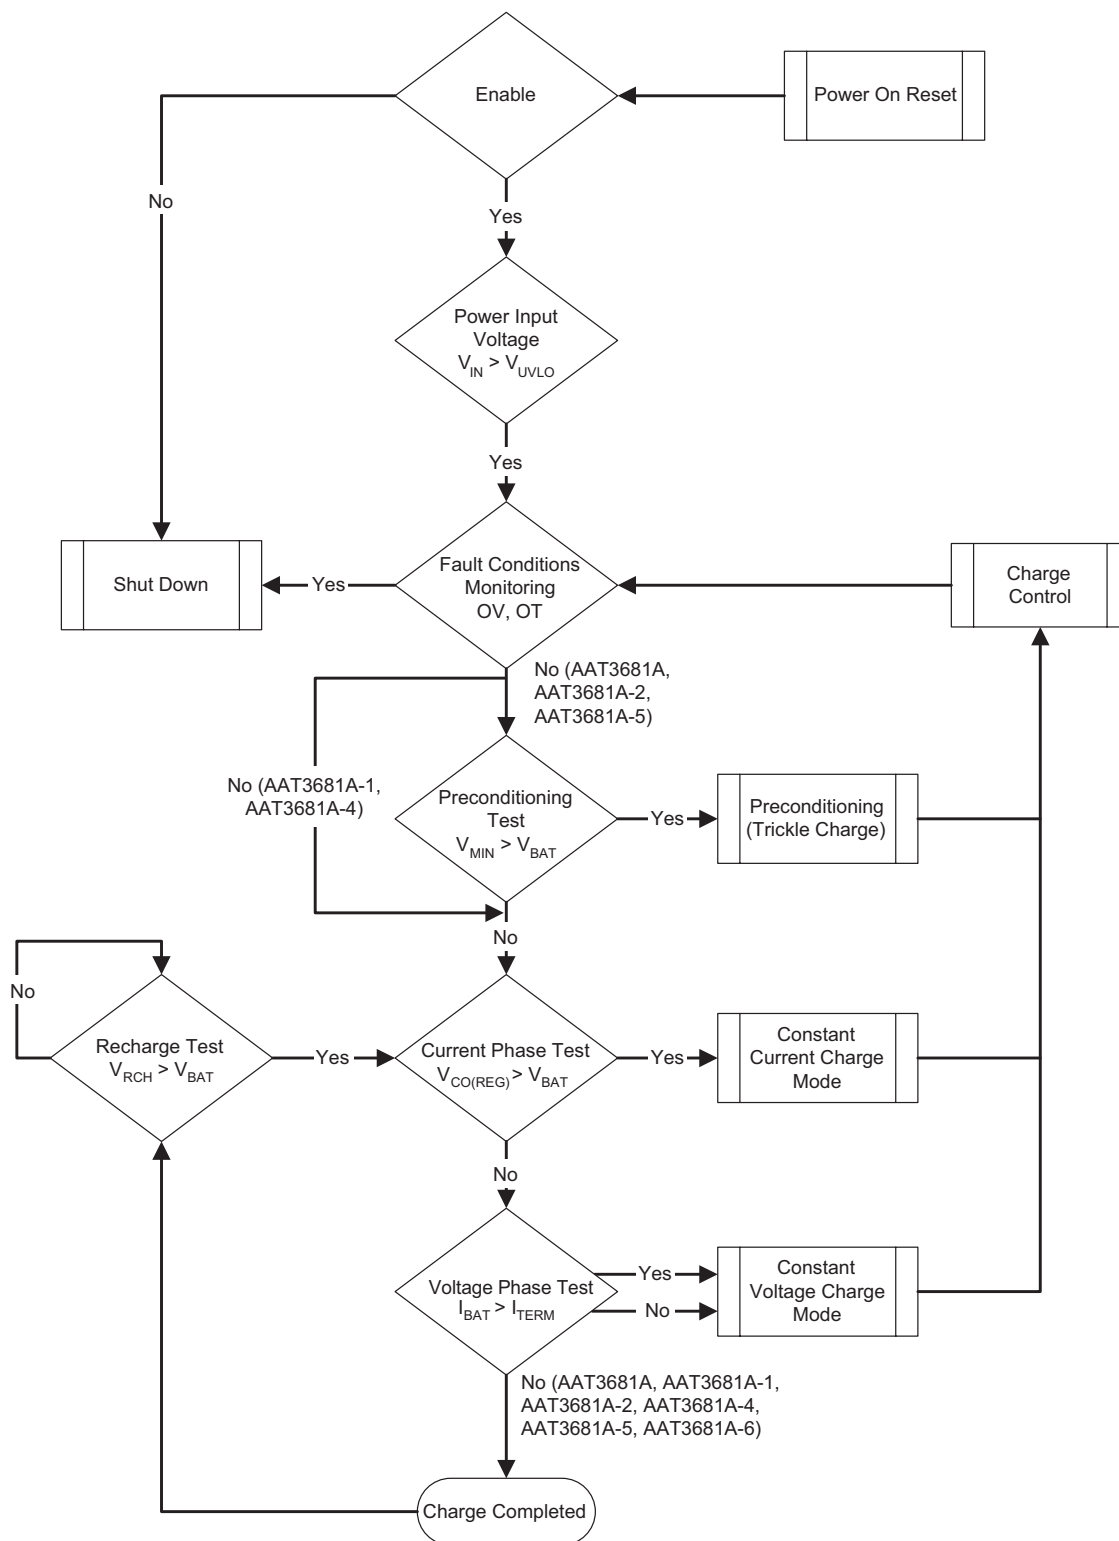 Enable
Power On Reset
No
Yes
Power Input
Voltage
V_IN > V_UVLO
Yes
Shut Down
Yes
Fault Conditions
Monitoring
OV, OT
Charge
Control
No (AAT3681A,
AAT3681A-2,
AAT3681A-5)
No (AAT3681A-1,
AAT3681A-4)
Preconditioning
Test
V_MIN > V_BAT
Yes
Preconditioning
(Trickle Charge)
No
No
Recharge Test
V_RCH > V_BAT
Yes
Current Phase Test
V_CO(REG) > V_BAT
Yes
Constant
Current Charge
Mode
No
Voltage Phase Test
I_BAT > I_TERM
Yes
No
Constant
Voltage Charge
Mode
No (AAT3681A, AAT3681A-1,
AAT3681A-2, AAT3681A-4,
AAT3681A-5, AAT3681A-6)
Charge Completed